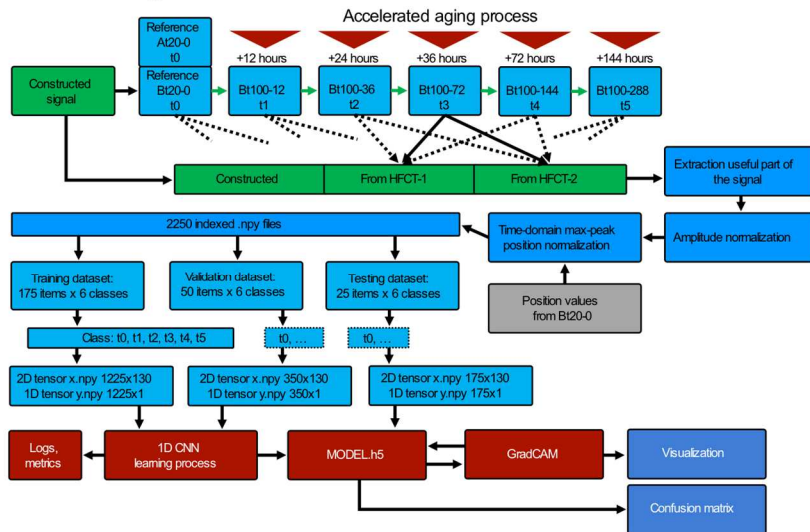 Accelerated aging process
Reference
At20-0
t0
+12 hours
+24 hours
+36 hours
+72 hours
+144 hours
Constructed
signal
Reference
Bt20-0
t0
Bt100-12
t1
Bt100-36
t2
Bt100-72
t3
Bt100-144
t4
Bt100-288
t5
Constructed
From HFCT-1
From HFCT-2
Extraction useful part
of the signal
2250 indexed .npy files
Time-domain max-peak
position normalization
Amplitude normalization
Training dataset:
175 items x 6 classes
Validation dataset:
50 items x 6 classes
Testing dataset:
25 items x 6 classes
Position values
from Bt20-0
Class: t0, t1, t2, t3, t4, t5
t0, ...
t0, ...
2D tensor x.npy 1225x130
1D tensor y.npy 1225x1
2D tensor x.npy 350x130
1D tensor y.npy 350x1
2D tensor x.npy 175x130
1D tensor y.npy 175x1
Logs,
metrics
1D CNN
learning process
MODEL.h5
GradCAM
Visualization
Confusion matrix